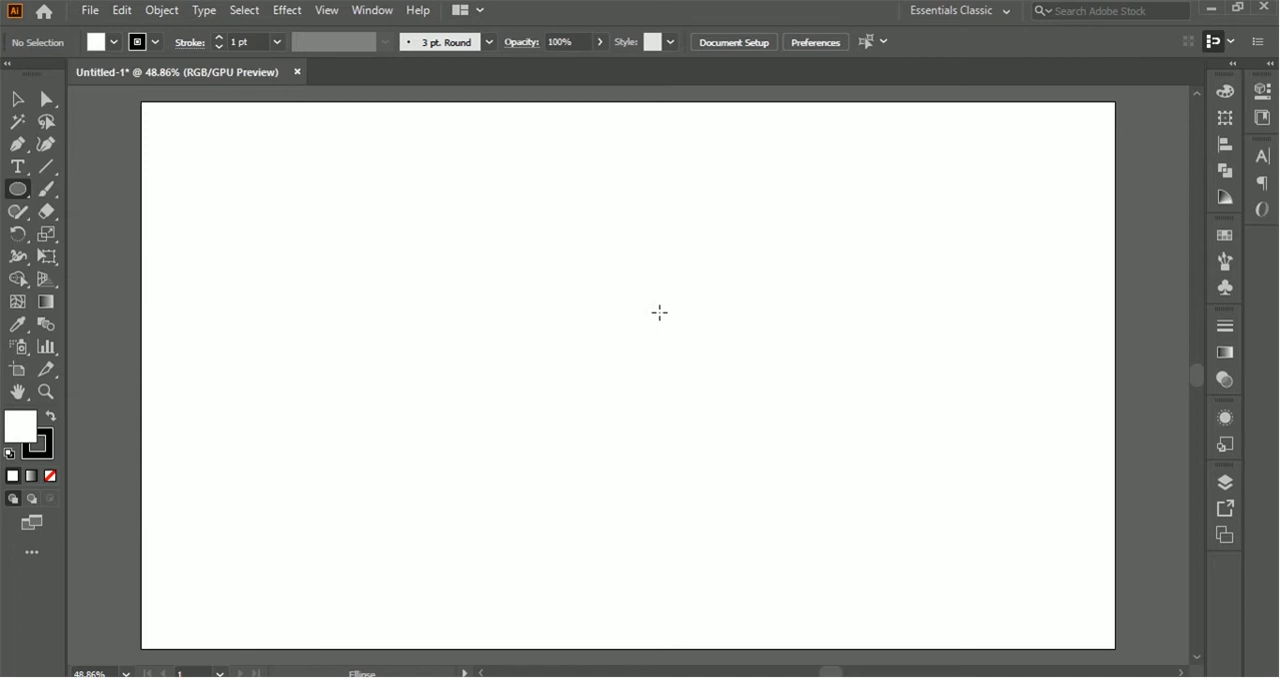 Ai File Edit Object Type Select Effect View Window Help Essentials Classic Search Adobe Stock
No Selection Stroke: 1 pt 3 pt. Round Opacity: 100% Style: Document Setup Preferences
Untitled-1* @ 48.86% (RGB/GPU Preview)
48.86% 1 Ellipse